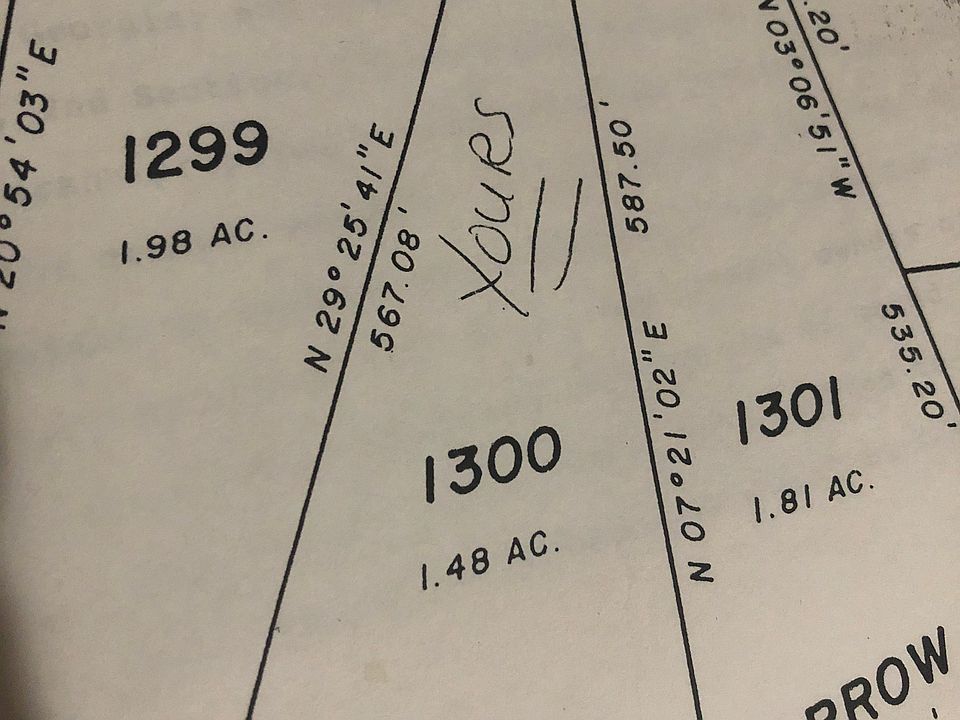 N 20° 54' 03" E
1299
1.98 AC.
N 29° 25' 41" E
567.08'
YOURS
1300
1.48 AC.
587.50'
N 07° 21' 02" E
.20'
N 03° 06' 51" W
535.20'
1301
1.81 AC.
RROW